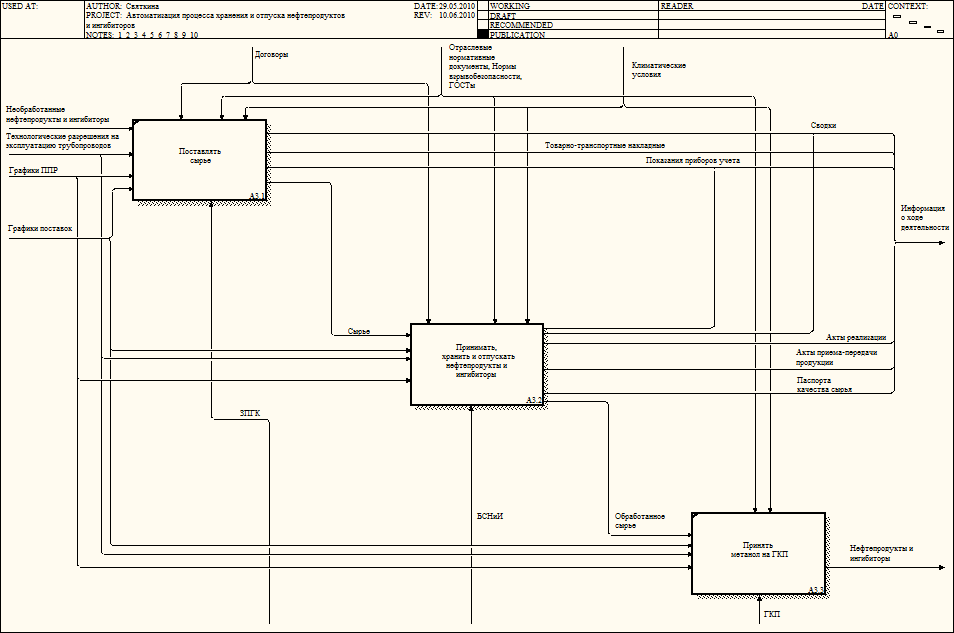 USED AT:
AUTHOR: Святкина
DATE: 29.05.2010
WORKING
READER
DATE
CONTEXT:
PROJECT: Автоматизация процесса хранения и отпуска нефтепродуктов
REV: 10.06.2010
DRAFT
и ингибиторов
RECOMMENDED
NOTES: 1 2 3 4 5 6 7 8 9 10
PUBLICATION
A0
Договоры
Отраслевые
нормативные
документы, Нормы
взрывобезопасности,
ГОСТы
Климатические
условия
Необработанные
нефтепродукты и ингибиторы
Технологические разрешения на
эксплуатацию трубопроводов
Графики ППР
Графики поставок
Поставлять
сырье
A3.1
Сводки
Товарно-транспортные накладные
Показания приборов учета
Информация
о ходе
деятельности
Сырье
Принимать,
хранить и отпускать
нефтепродукты и
ингибиторы
A3.2
Акты реализации
Акты приема-передачи
продукции
Паспорта
качества сырья
ЗПГК
БСНиИ
Обработанное
сырье
Принять
метанол на ГКП
A3.3
Нефтепродукты и
ингибиторы
ГКП